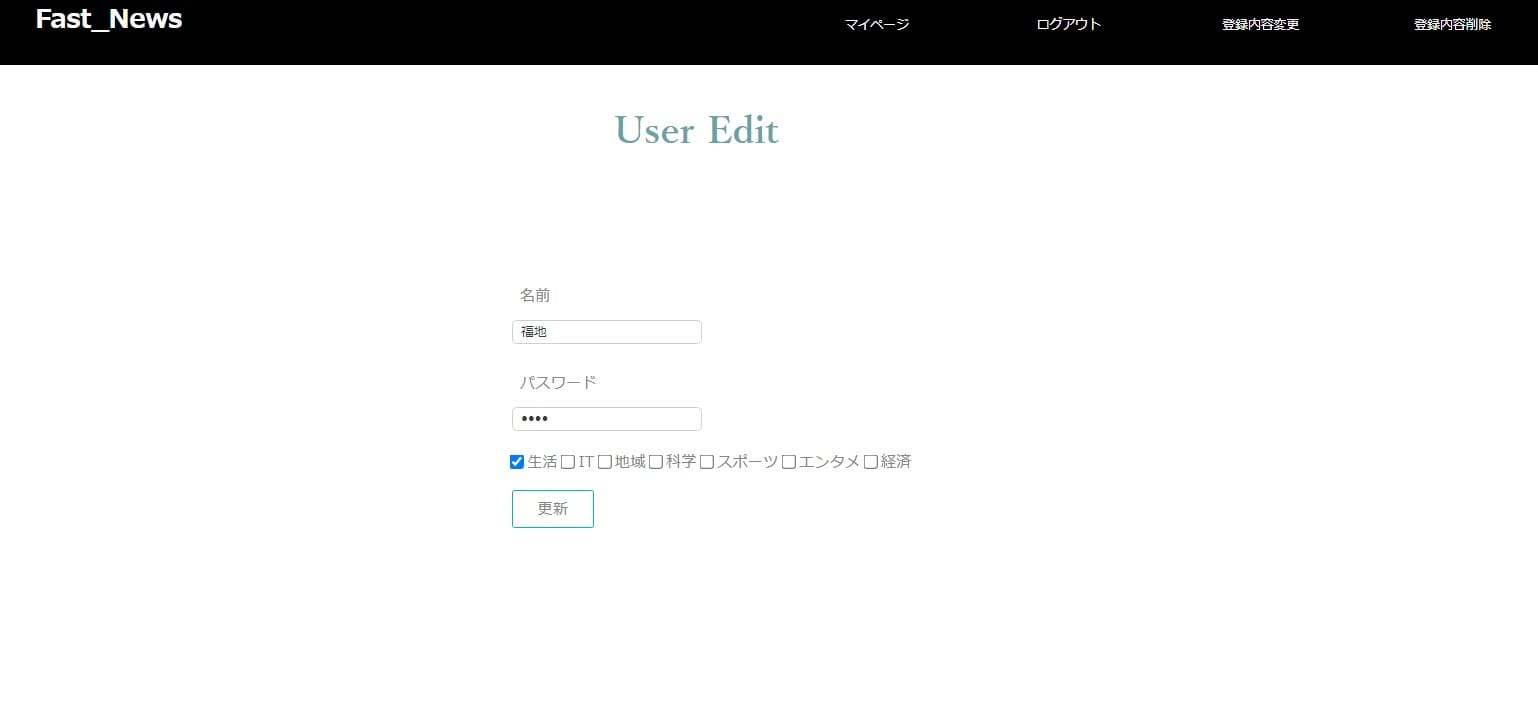 Fast_News
マイページ ログアウト 登録内容変更 登録内容削除
User Edit
名前
福地
パスワード
••••
生活 IT 地域 科学 スポーツ エンタメ 経済
更新